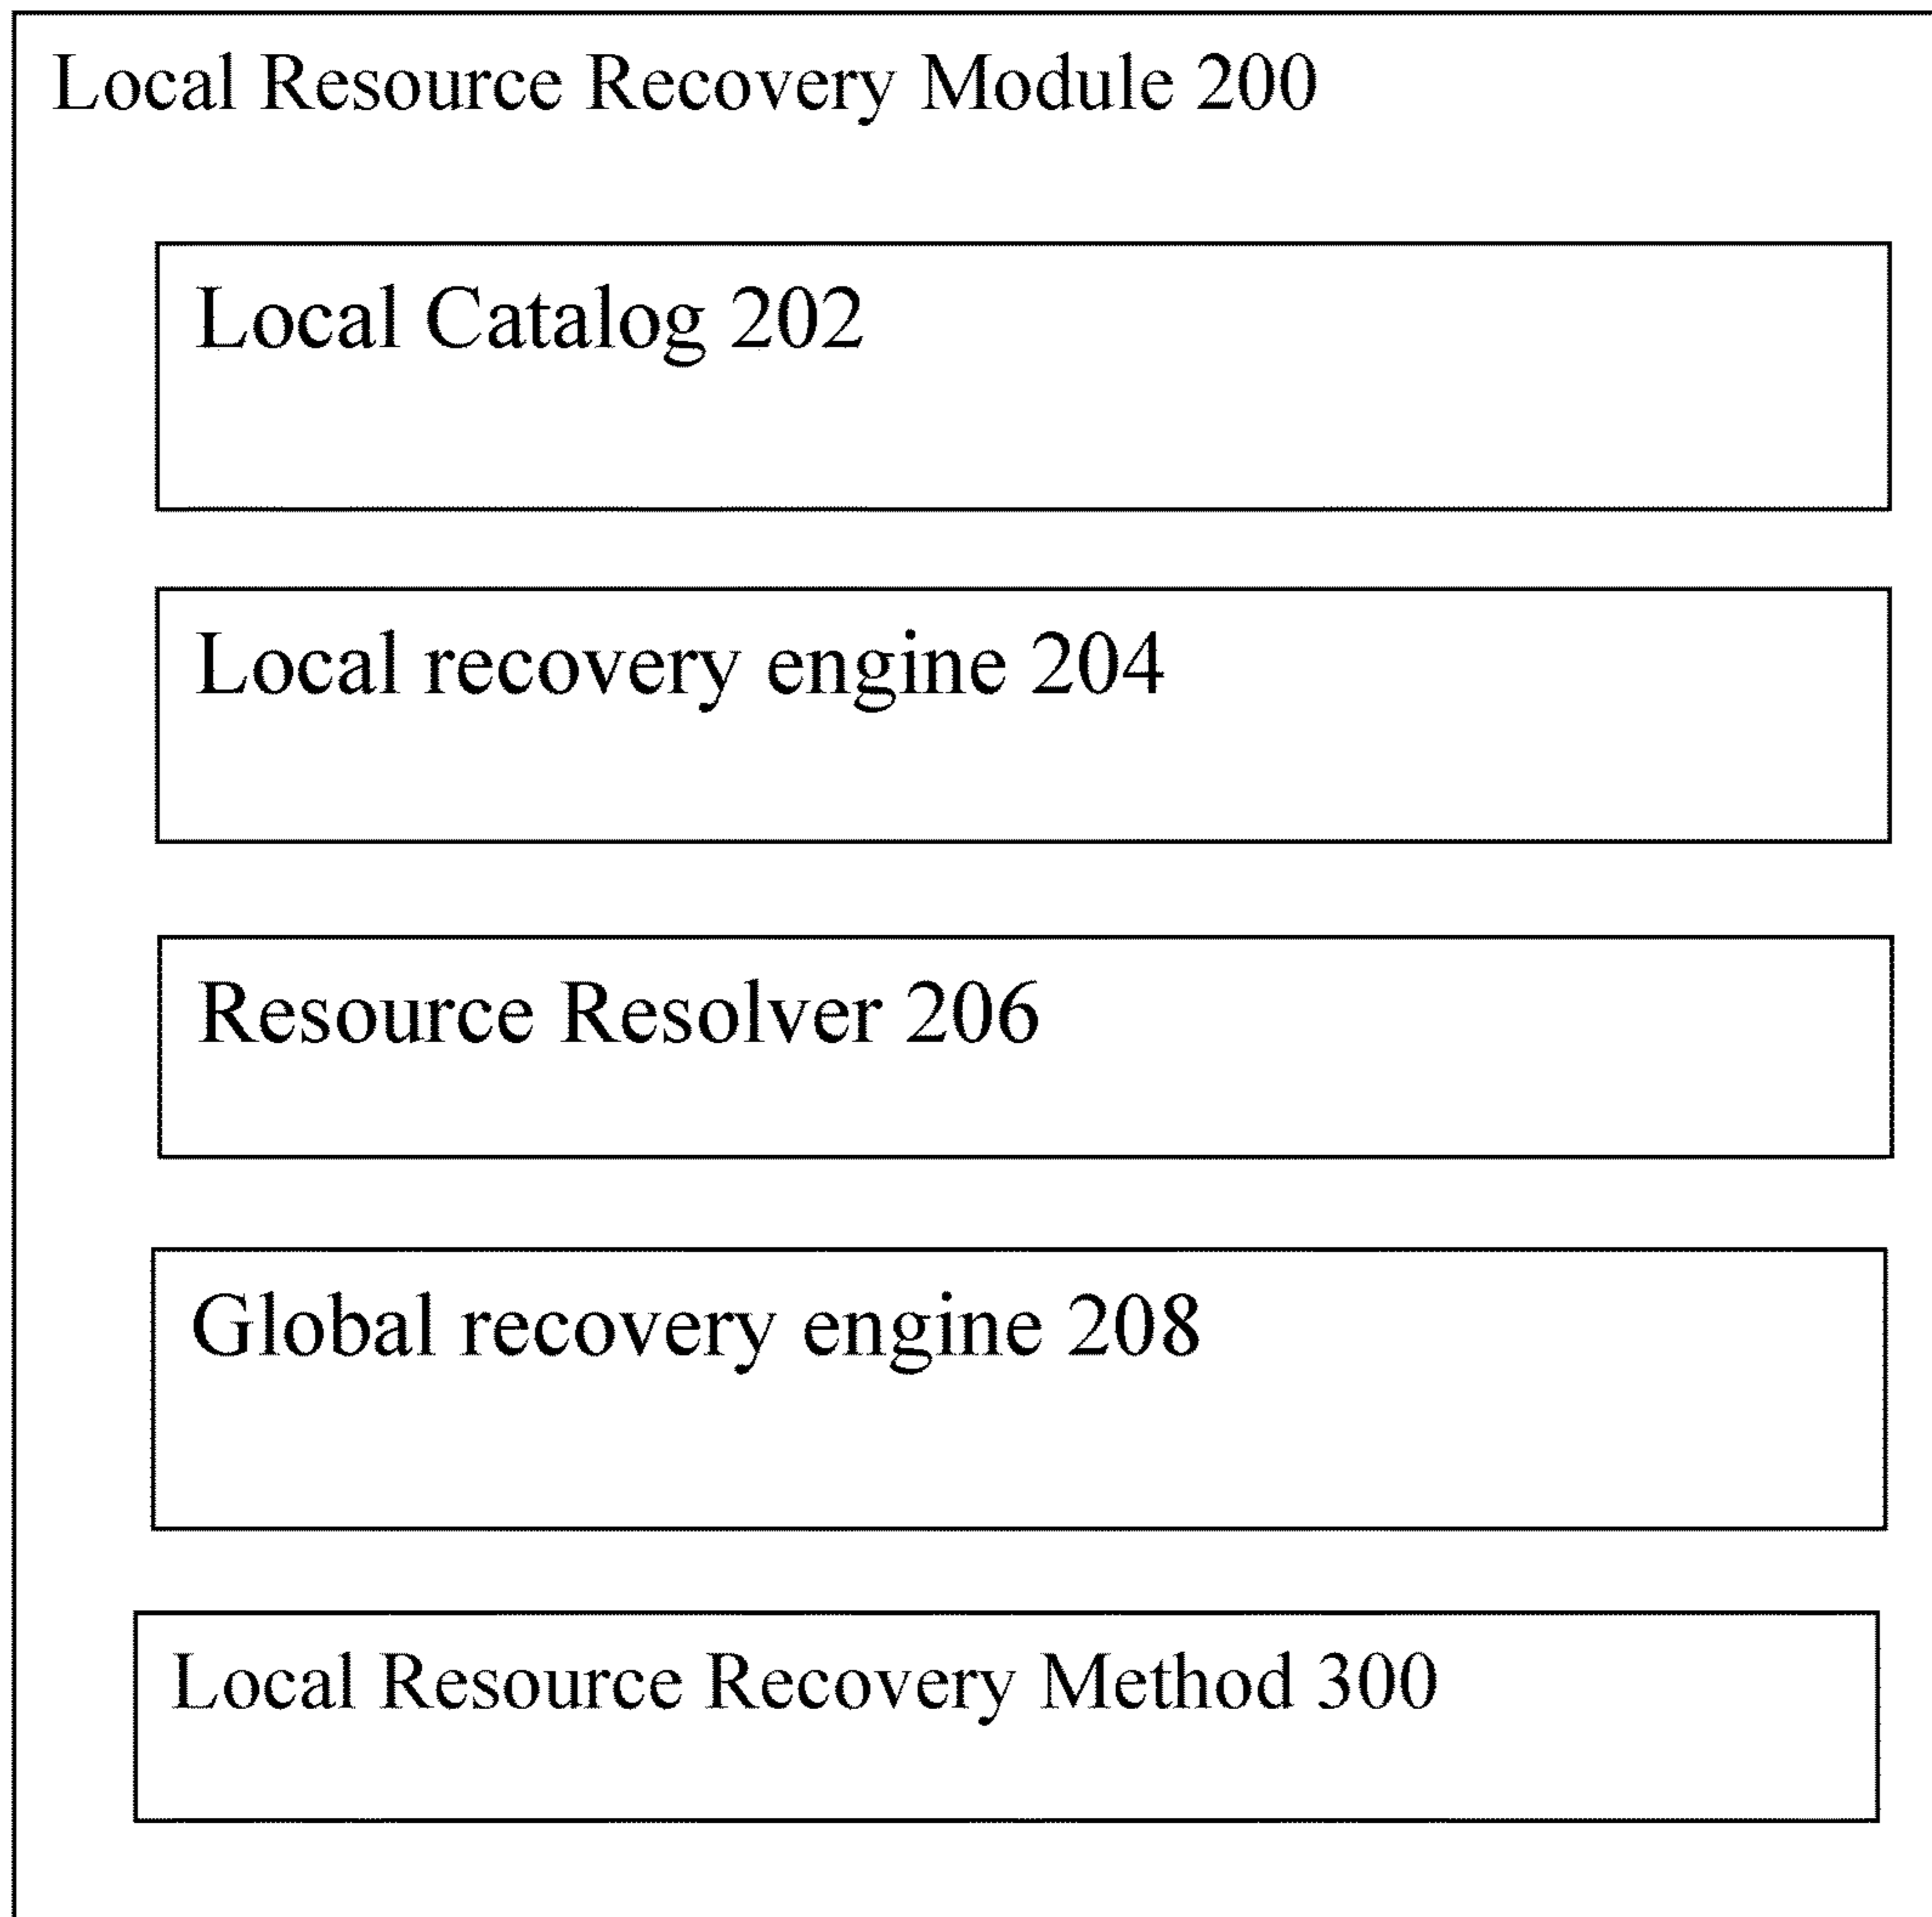 Local Resource Recovery Module 200
Local Catalog 202
Local recovery engine 204
Resource Resolver 206
Global recovery engine 208
Local Resource Recovery Method 300